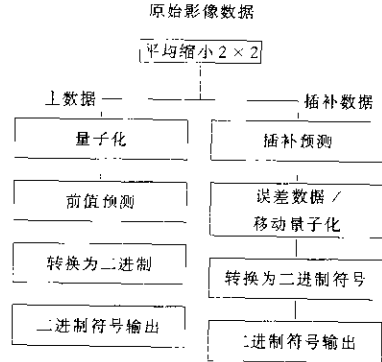 原始影像数据
平均缩小2×2
主数据
插补数据
量子化
插补预测
前值预测
误差数据/
移动量子化
转换为二进制
转换为二进制符号
二进制符号输出
二进制符号输出